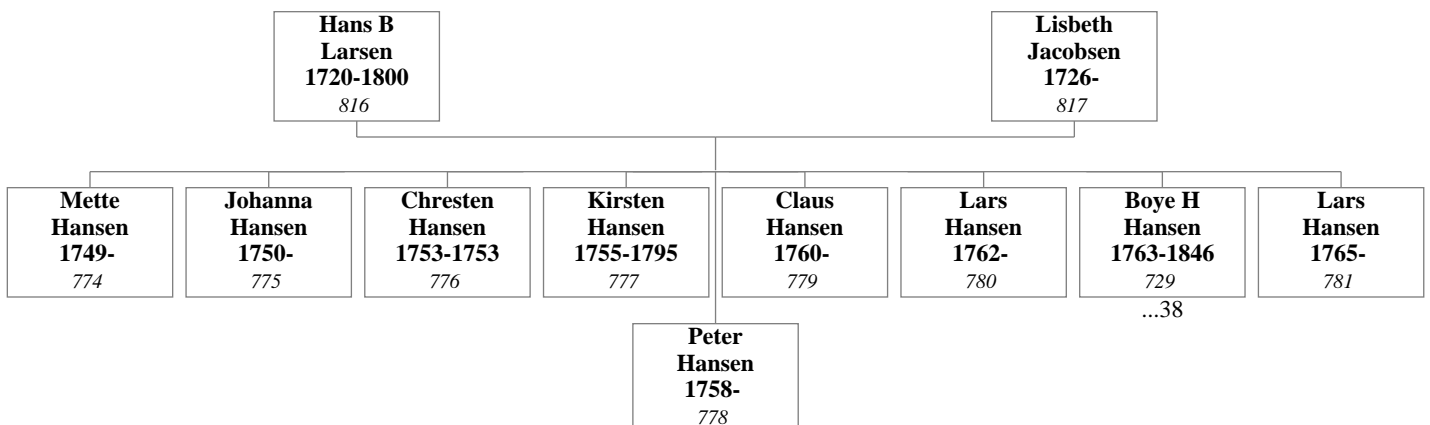 Hans B
Larsen
1720-1800
816
Lisbeth
Jacobsen
1726-
817
Mette
Hansen
1749-
774
Johanna
Hansen
1750-
775
Chresten
Hansen
1753-1753
776
Kirsten
Hansen
1755-1795
777
Claus
Hansen
1760-
779
Lars
Hansen
1762-
780
Boye H
Hansen
1763-1846
729
...38
Lars
Hansen
1765-
781
Peter
Hansen
1758-
778